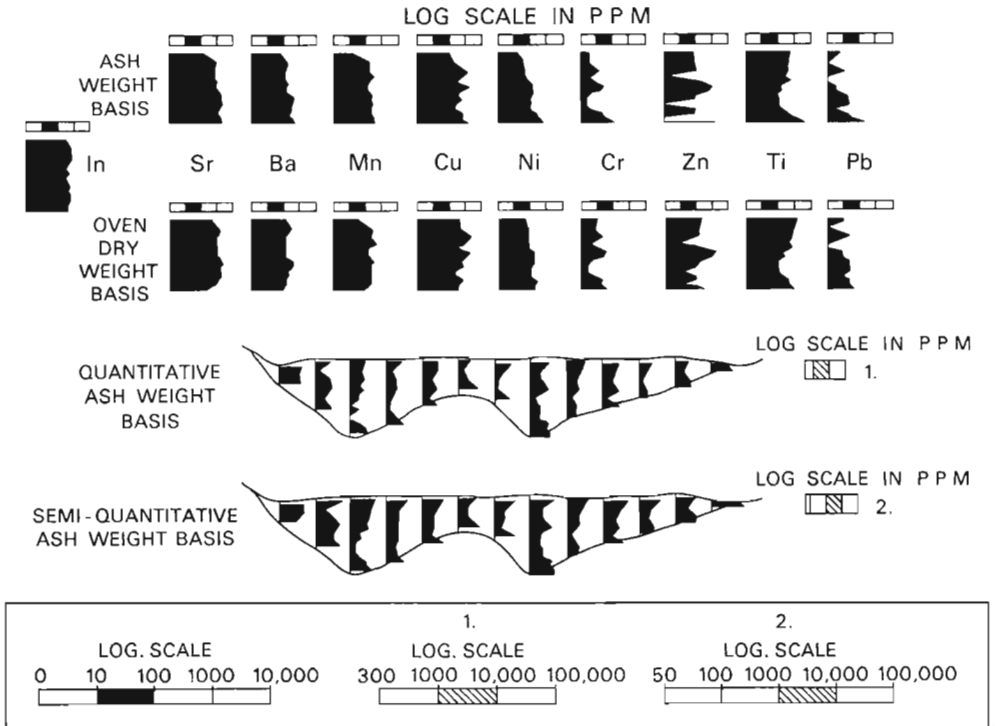 LOG SCALE IN PPM
ASH
WEIGHT
BASIS
In Sr Ba Mn Cu Ni Cr Zn Ti Pb
OVEN
DRY
WEIGHT
BASIS
LOG SCALE IN PPM
1.
QUANTITATIVE
ASH WEIGHT
BASIS
LOG SCALE IN PPM
2.
SEMI-QUANTITATIVE
ASH WEIGHT BASIS
LOG. SCALE
0 10 100 1000 10,000
1.
LOG. SCALE
300 1000 10,000 100,000
2.
LOG. SCALE
50 100 1000 10,000 100,000